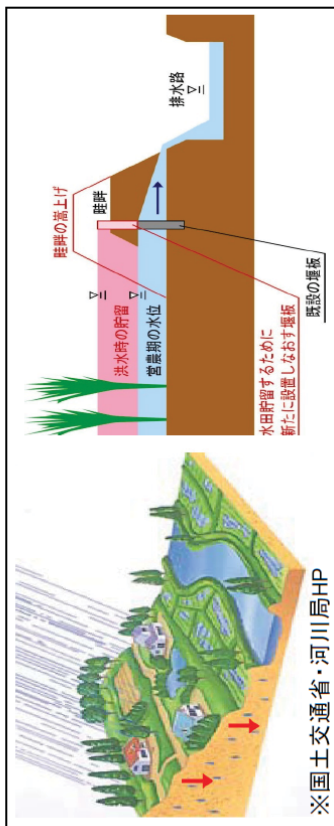 畦畔の嵩上げ
畦畔
洪水時の貯留
営農期の水位
排水路
水田貯留するために
新たに設置しなおす堰板
既設の堰板
※国土交通省・河川局HP